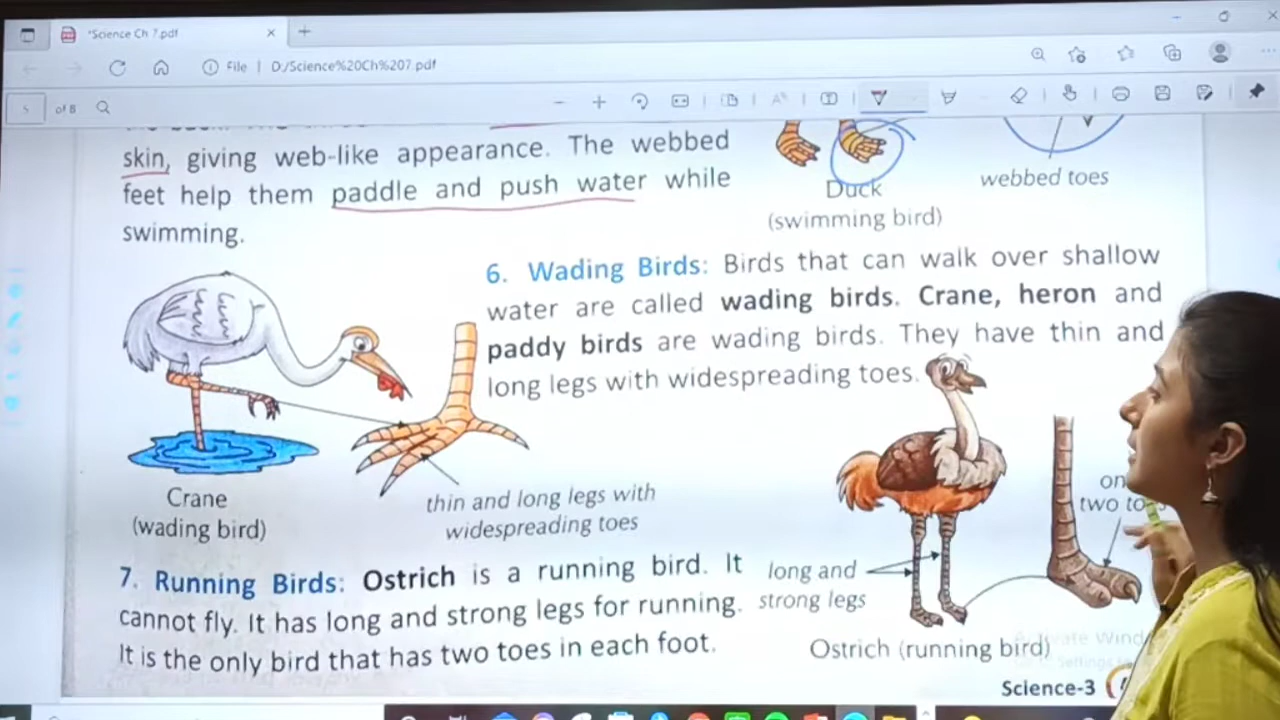 *Science Ch 7.pdf
File | D:/Science%20Ch%207.pdf
5 of 8
skin, giving web-like appearance. The webbed
feet help them paddle and push water while
swimming.
Duck
(swimming bird)
webbed toes
6. Wading Birds: Birds that can walk over shallow
water are called wading birds. Crane, heron and
paddy birds are wading birds. They have thin and
long legs with widespreading toes.
Crane
(wading bird)
thin and long legs with
widespreading toes
7. Running Birds: Ostrich is a running bird. It
cannot fly. It has long and strong legs for running.
It is the only bird that has two toes in each foot.
long and
strong legs
two
Ostrich (running bird)
Science-3